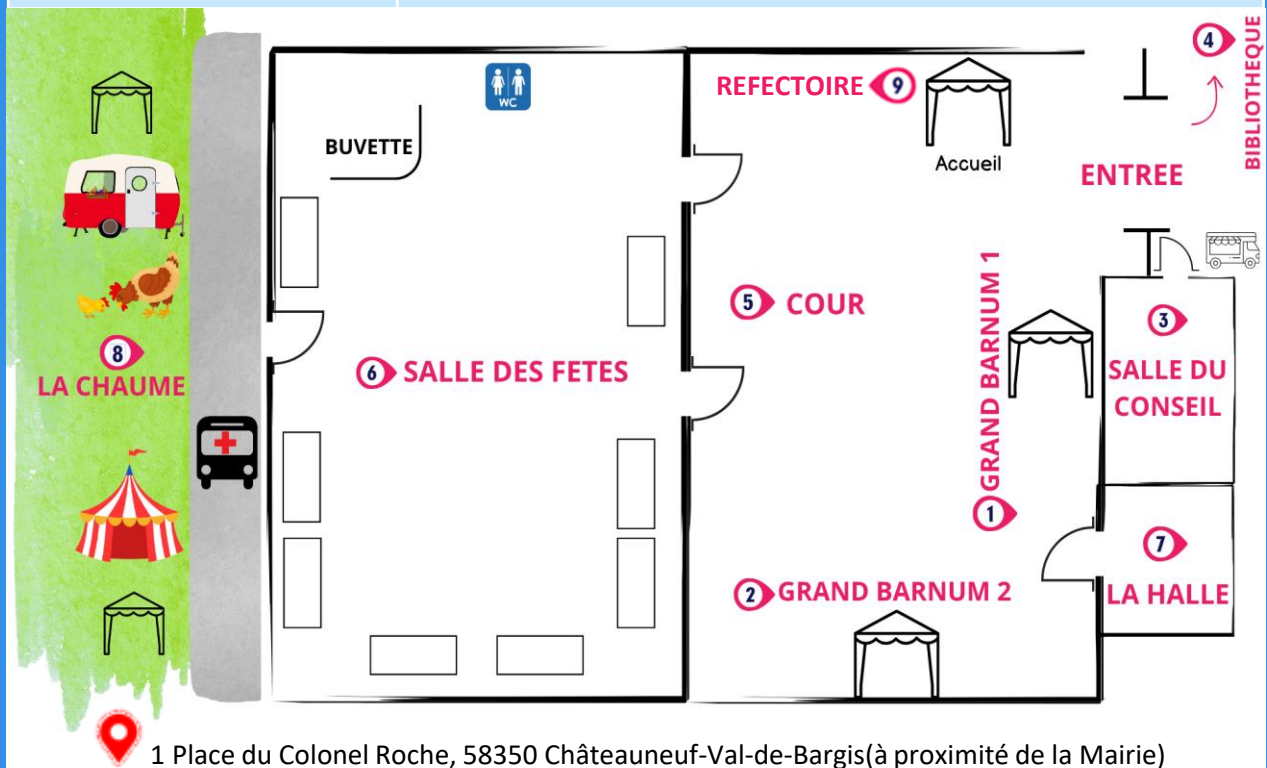 4
BIBLIOTHEQUE
WC
REFECTOIRE 9
Accueil
BUVETTE
ENTREE
5 COUR
1 GRAND BARNUM 1
3
SALLE DU
CONSEIL
8
LA CHAUME
6 SALLE DES FETES
7
LA HALLE
2 GRAND BARNUM 2
1 Place du Colonel Roche, 58350 Châteauneuf-Val-de-Bargis(à proximité de la Mairie)